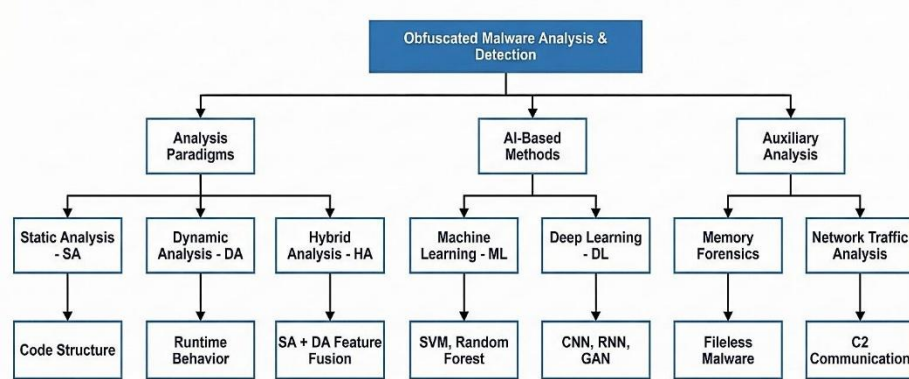 Obfuscated Malware Analysis &
Detection
Analysis
Paradigms
AI-Based
Methods
Auxiliary
Analysis
Static Analysis
- SA
Dynamic
Analysis - DA
Hybrid
Analysis - HA
Machine
Learning - ML
Deep Learning
- DL
Memory
Forensics
Network Traffic
Analysis
Code Structure
Runtime
Behavior
SA + DA Feature
Fusion
SVM, Random
Forest
CNN, RNN,
GAN
Fileless
Malware
C2
Communication